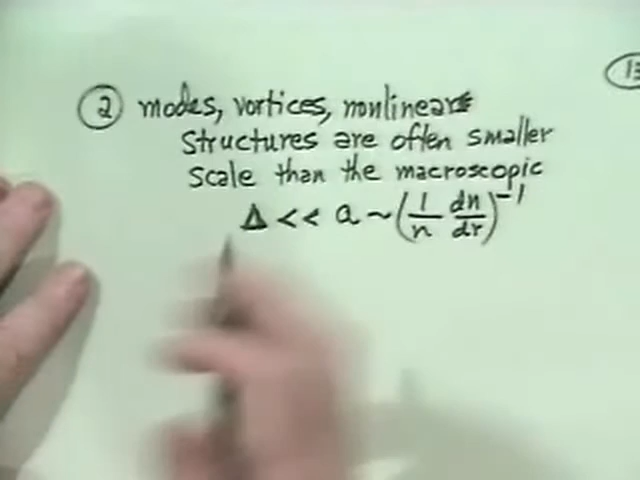 ② modes, vortices, nonlinear
structures are often smaller
scale than the macroscopic
Δ << a ~ (1/n dn/dr)⁻¹